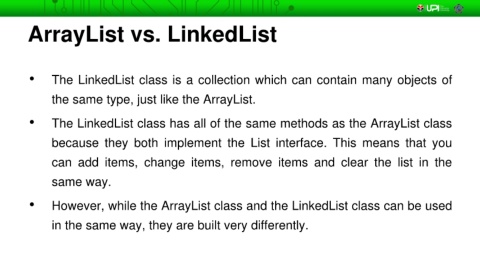 UPI
ArrayList vs. LinkedList
• The LinkedList class is a collection which can contain many objects of
the same type, just like the ArrayList.
• The LinkedList class has all of the same methods as the ArrayList class
because they both implement the List interface. This means that you
can add items, change items, remove items and clear the list in the
same way.
• However, while the ArrayList class and the LinkedList class can be used
in the same way, they are built very differently.